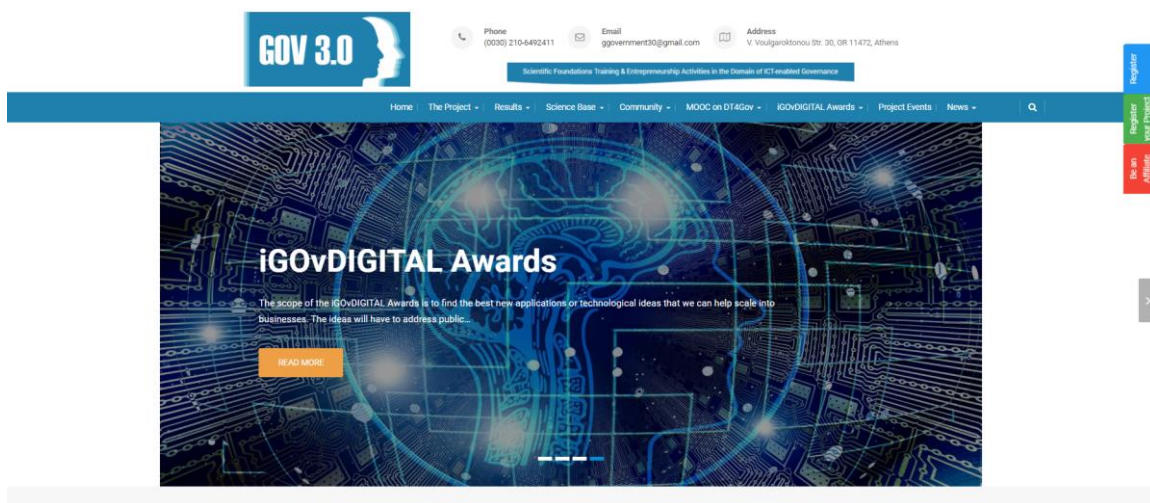 GOV 3.0
Phone
(0030) 210-6492411
Email
ggovernment30@gmail.com
Address
V. Voulgaroktonou Str. 30, GR 11472, Athens
Scientific Foundations Training & Entrepreneurship Activities in the Domain of ICT-enabled Governance
Home
The Project
Results
Science Base
Community
MOOC on DT4Gov
iGOvDIGITAL Awards
Project Events
News
Register
Register
your Project
Be an
Affiliate
iGOvDIGITAL Awards
The scope of the iGOvDIGITAL Awards is to find the best new applications or technological ideas that we can help scale into
businesses. The ideas will have to address public...
READ MORE